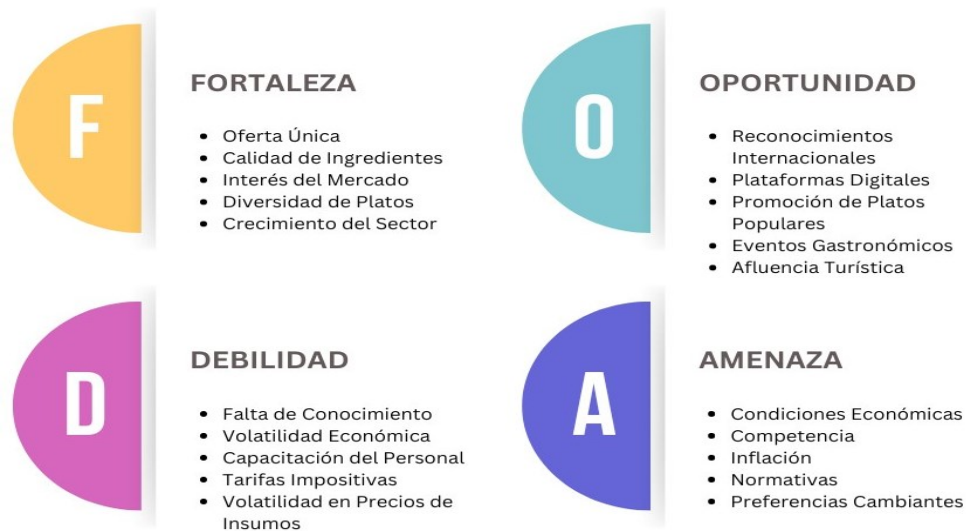 F
FORTALEZA
• Oferta Única
• Calidad de Ingredientes
• Interés del Mercado
• Diversidad de Platos
• Crecimiento del Sector
O
OPORTUNIDAD
• Reconocimientos
Internacionales
• Plataformas Digitales
• Promoción de Platos
Populares
• Eventos Gastronómicos
• Afluencia Turística
D
DEBILIDAD
• Falta de Conocimiento
• Volatilidad Económica
• Capacitación del Personal
• Tarifas Impositivas
• Volatilidad en Precios de
Insumos
A
AMENAZA
• Condiciones Económicas
• Competencia
• Inflación
• Normativas
• Preferencias Cambiantes